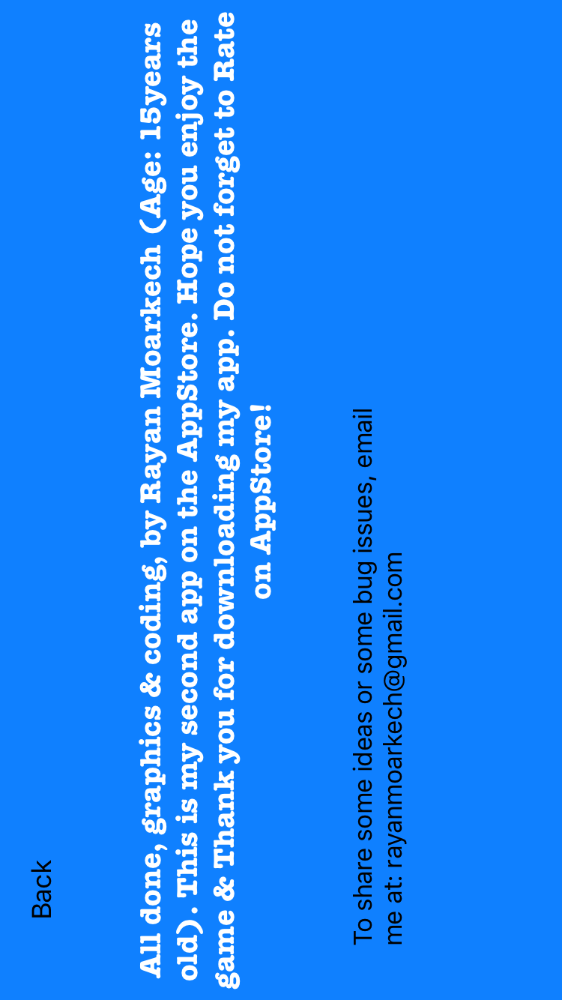 Back
All done, graphics & coding, by Rayan Moarkech (Age: 15years
old). This is my second app on the AppStore. Hope you enjoy the
game & Thank you for downloading my app. Do not forget to Rate
on AppStore!
To share some ideas or some bug issues, email
me at: rayanmoarkech@gmail.com